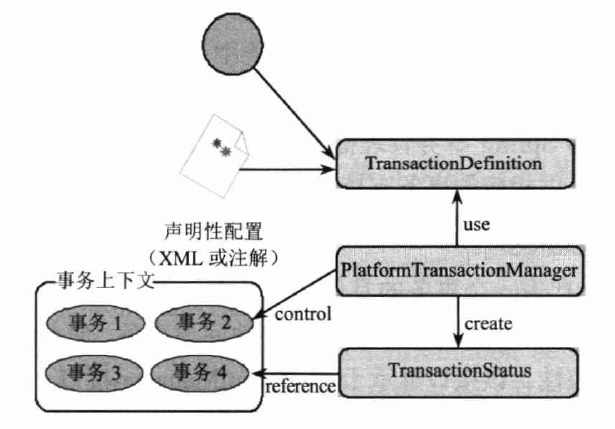 TransactionDefinition
声明性配置
（XML 或注解）
use
事务上下文
PlatformTransactionManager
事务 1
事务 2
control
create
事务 3
事务 4
reference
TransactionStatus